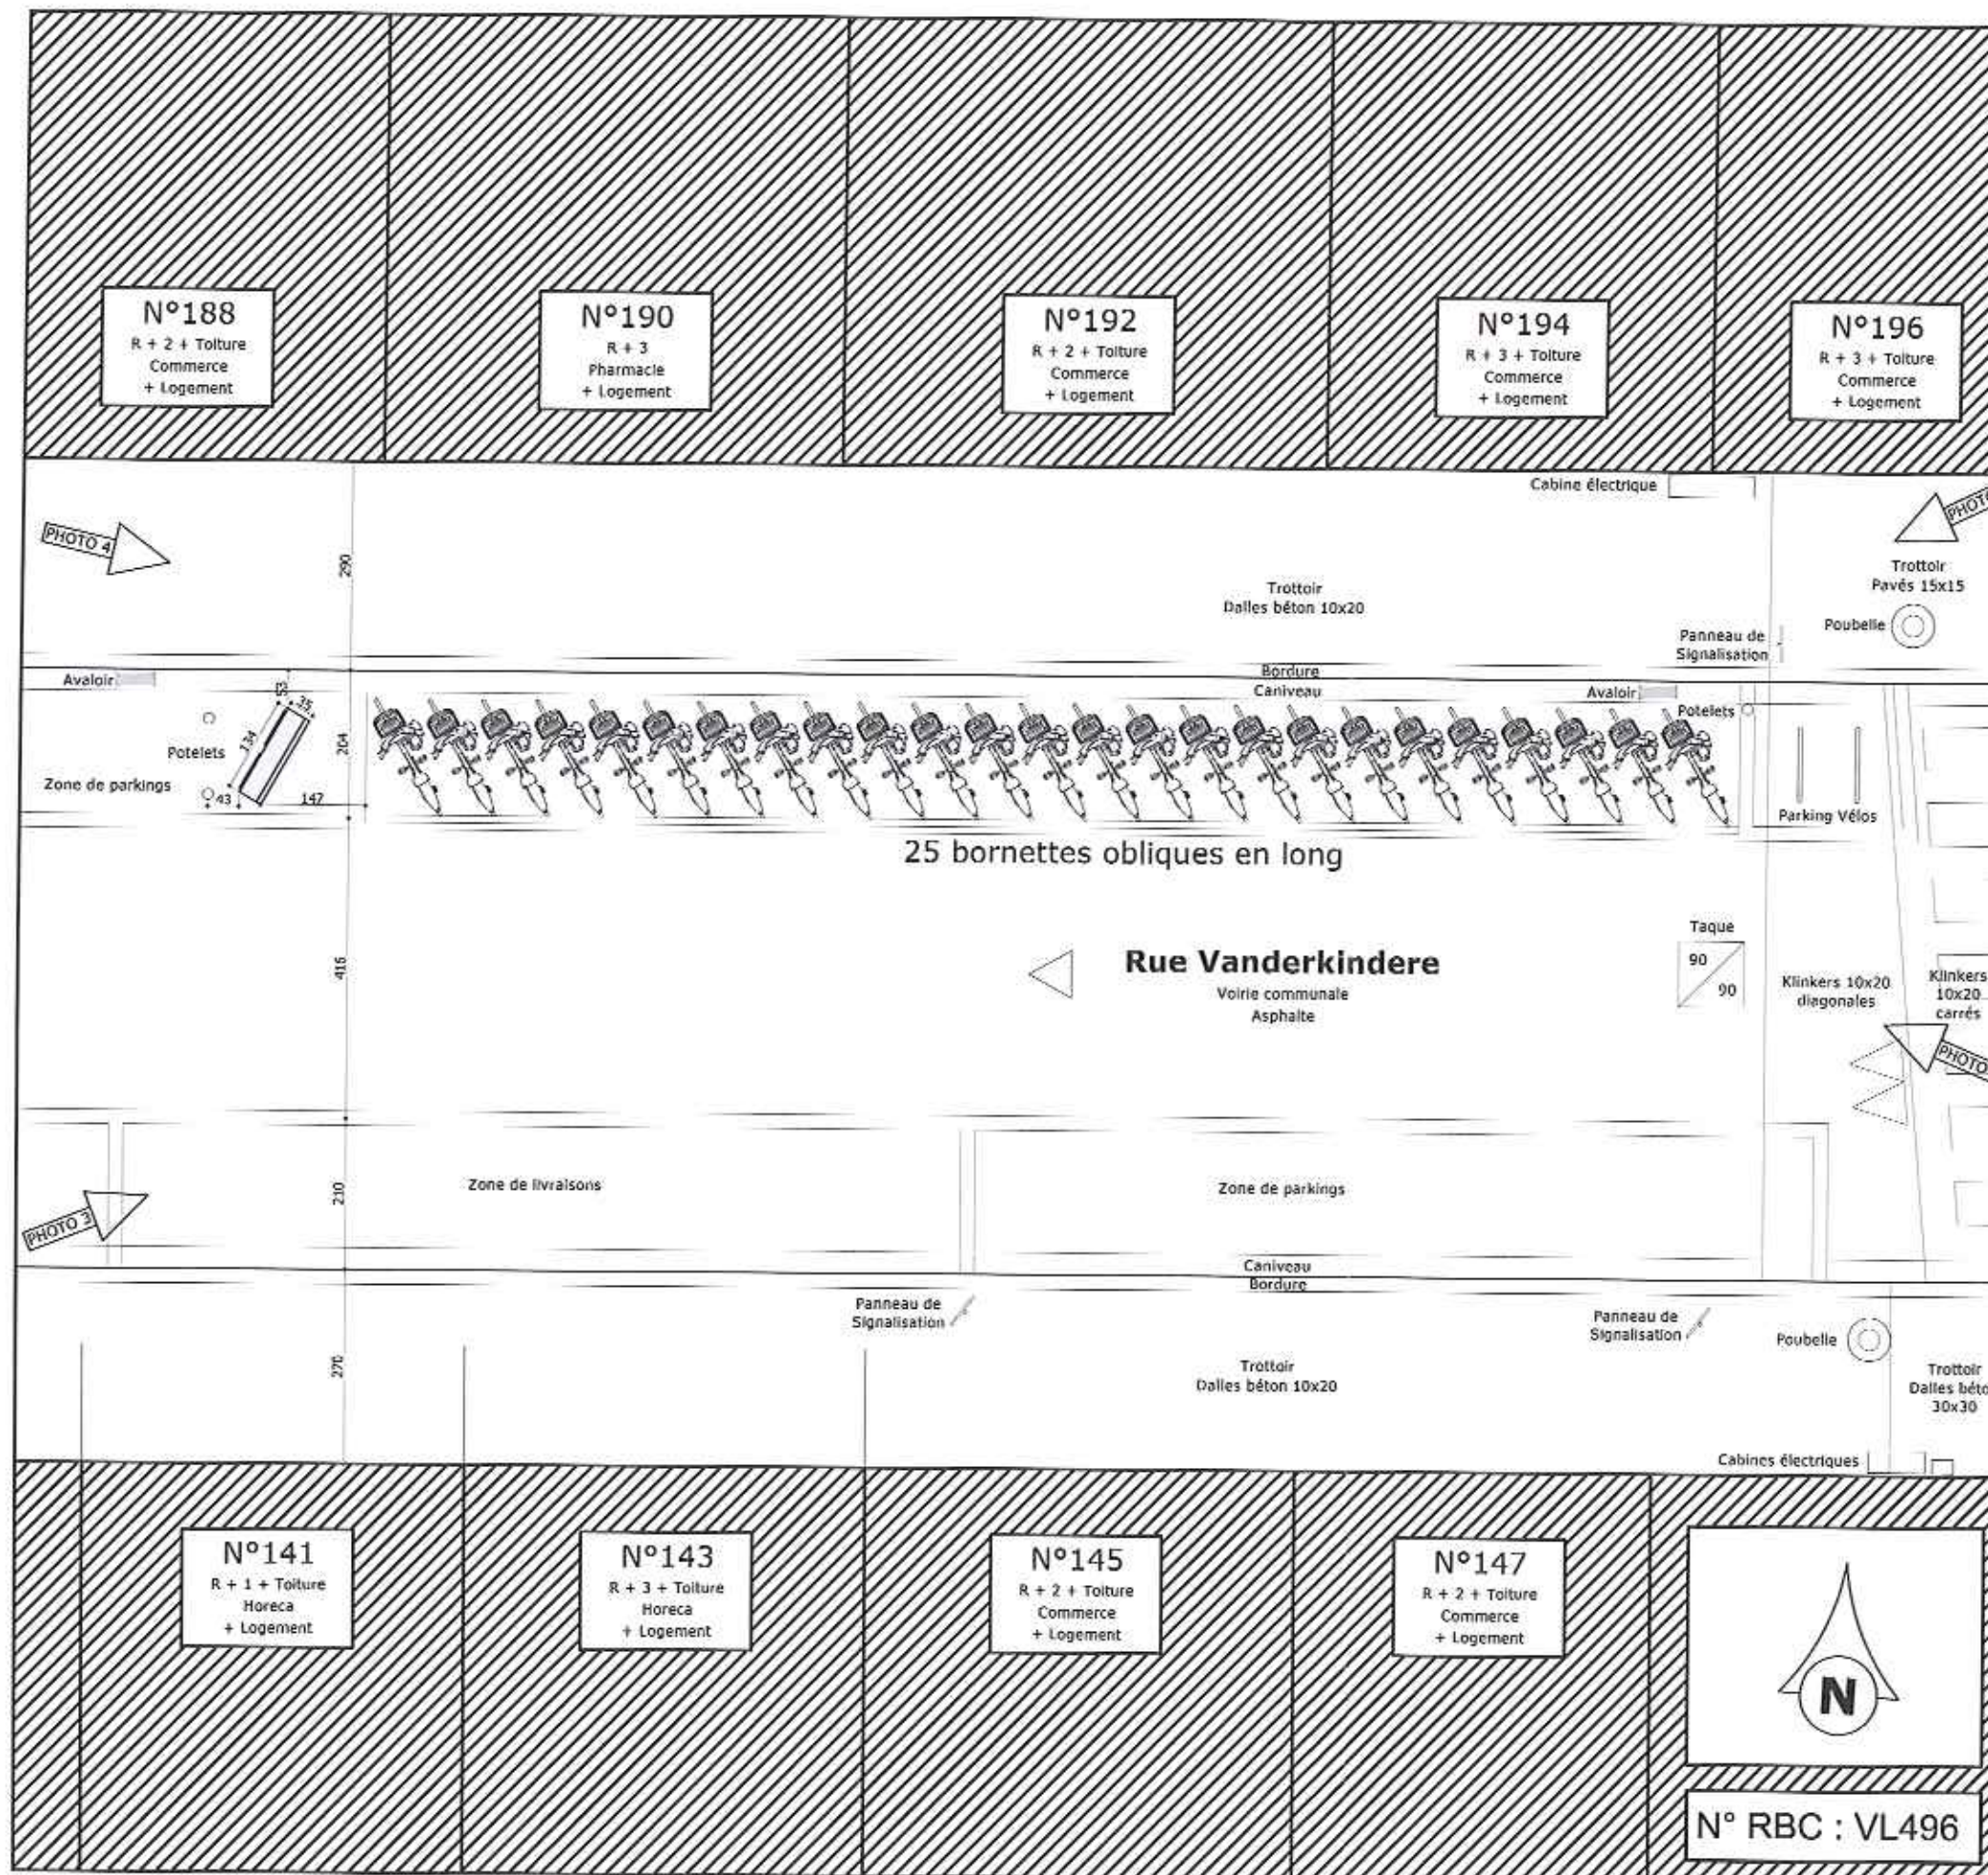 N°188
R + 2 + Toiture
Commerce
+ Logement
N°190
R + 3
Pharmacie
+ Logement
N°192
R + 2 + Toiture
Commerce
+ Logement
N°194
R + 3 + Toiture
Commerce
+ Logement
N°196
R + 3 + Toiture
Commerce
+ Logement
Cabine électrique
PHOTO 4
PHOTO
290
Trottoir
Pavés 15x15
Trottoir
Dalles béton 10x20
Poubelle
Panneau de
Signalisation
Bordure
Caniveau
Avaloir
Avaloir
53
35
134
204
Potelets
Potelets
Zone de parkings
43
147
Parking Vélos
25 bornettes obliques en long
Taque
90
90
Rue Vanderkindere
Voirie communale
Asphalte
416
Klinkers 10x20
diagonales
Klinkers
10x20
carrés
PHOTO
210
Zone de livraisons
Zone de parkings
PHOTO 3
Caniveau
Bordure
Panneau de
Signalisation
Panneau de
Signalisation
Poubelle
270
Trottoir
Dalles béton 10x20
Trottoir
Dalles béto
30x30
Cabines électriques
N°141
R + 1 + Toiture
Horeca
+ Logement
N°143
R + 3 + Toiture
Horeca
+ Logement
N°145
R + 2 + Toiture
Commerce
+ Logement
N°147
R + 2 + Toiture
Commerce
+ Logement
N
N° RBC : VL496